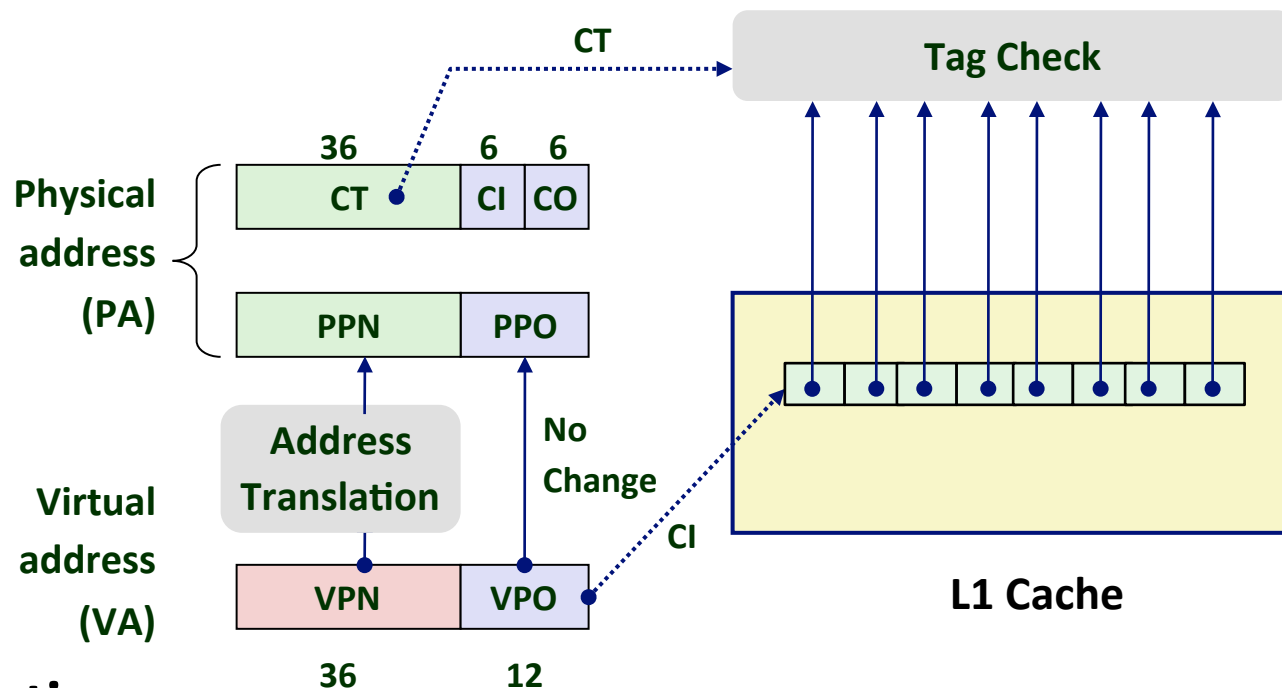 CT
Tag Check
36 6 6
Physical
address
(PA)
CT CI CO
PPN PPO
Address
Translation
No
Change
CI
Virtual
address
(VA)
VPN VPO
L1 Cache
36 12